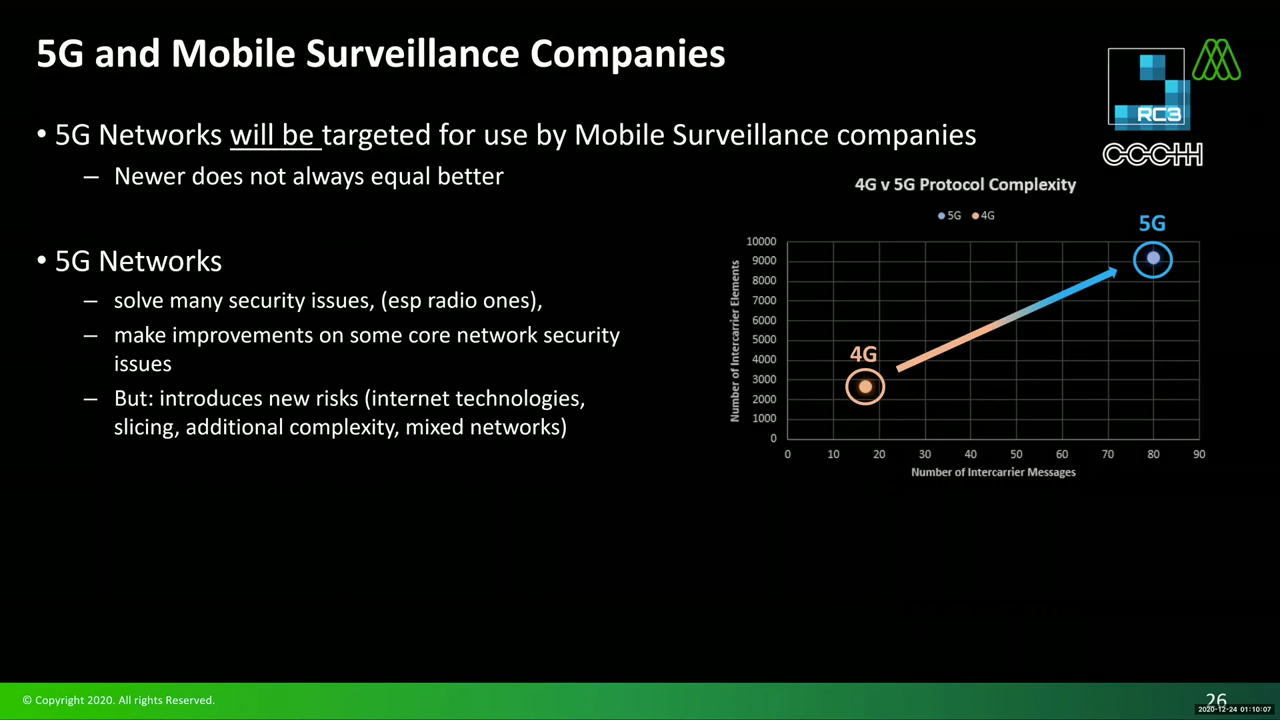 5G and Mobile Surveillance Companies
RC3
CCCHH
• 5G Networks will be targeted for use by Mobile Surveillance companies
– Newer does not always equal better
• 5G Networks
– solve many security issues, (esp radio ones),
– make improvements on some core network security
issues
– But: introduces new risks (internet technologies,
slicing, additional complexity, mixed networks)
4G v 5G Protocol Complexity
5G 4G
5G
4G
Number of Intercarrier Elements
10000
9000
8000
7000
6000
5000
4000
3000
2000
1000
0
0 10 20 30 40 50 60 70 80 90
Number of Intercarrier Messages
© Copyright 2020. All rights Reserved.
26
2020-12-24 01:10:07